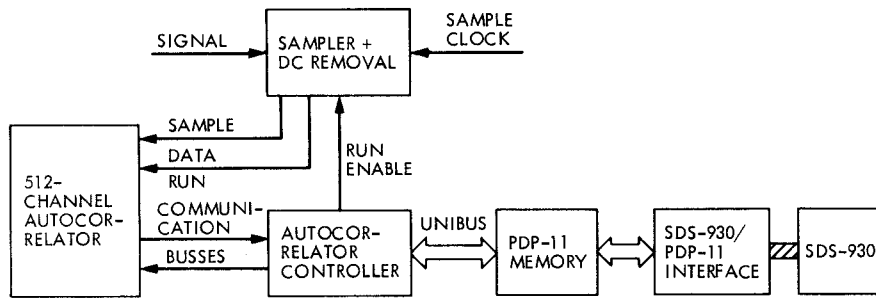 SIGNAL
SAMPLER +
DC REMOVAL
SAMPLE
CLOCK
SAMPLE
DATA
RUN
RUN
ENABLE
512-
CHANNEL
AUTOCOR-
RELATOR
COMMUNI-
CATION
BUSSES
AUTOCOR-
RELATOR
CONTROLLER
UNIBUS
PDP-11
MEMORY
SDS-930/
PDP-11
INTERFACE
SDS-930